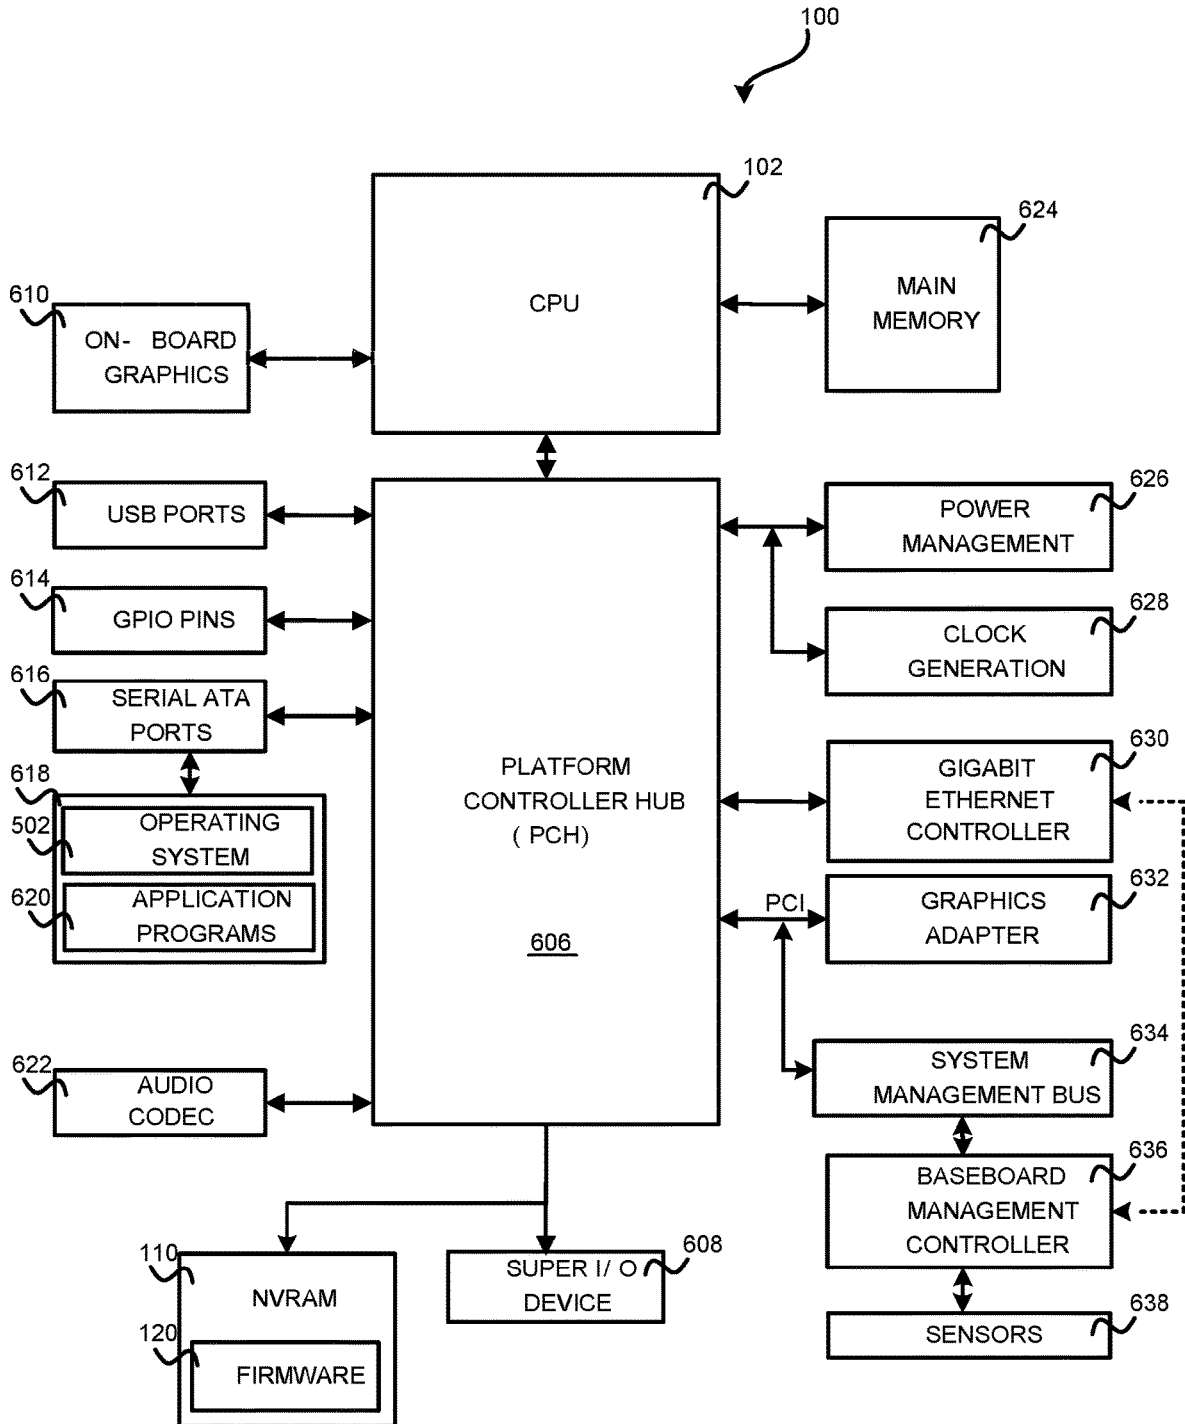 100
102
CPU
624
MAIN
MEMORY
610
ON- BOARD
GRAPHICS
612
USB PORTS
614
GPIO PINS
616
SERIAL ATA
PORTS
618
502
OPERATING
SYSTEM
620
APPLICATION
PROGRAMS
622
AUDIO
CODEC
PLATFORM
CONTROLLER HUB
( PCH)
606
626
POWER
MANAGEMENT
628
CLOCK
GENERATION
630
GIGABIT
ETHERNET
CONTROLLER
PCI
632
GRAPHICS
ADAPTER
634
SYSTEM
MANAGEMENT BUS
636
BASEBOARD
MANAGEMENT
CONTROLLER
638
SENSORS
110
NVRAM
120
FIRMWARE
608
SUPER I/ O
DEVICE